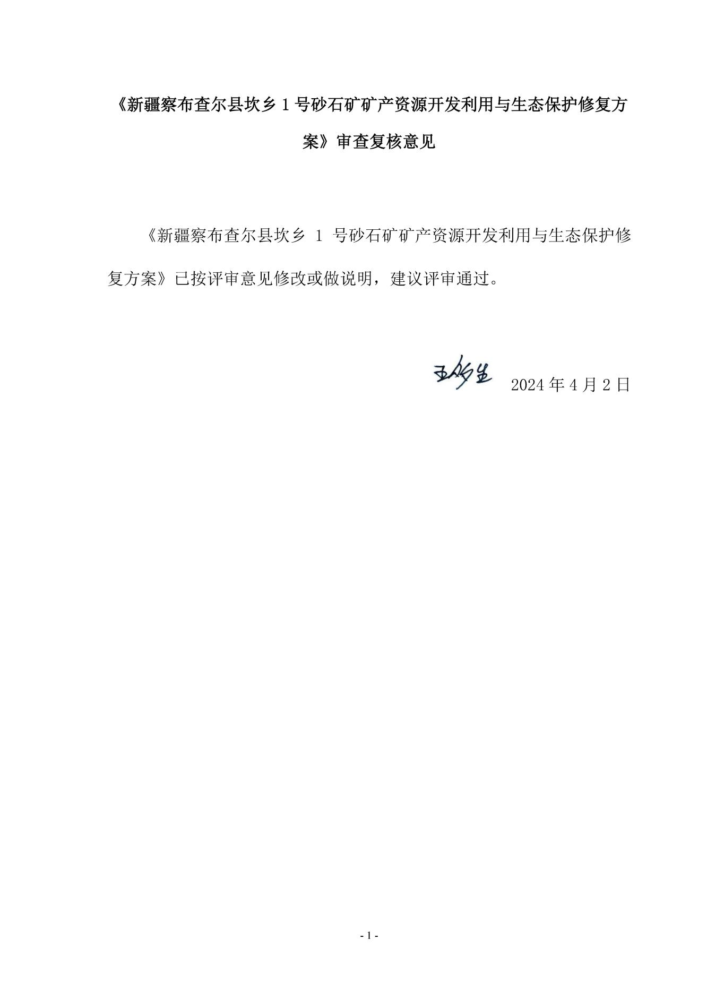 《新疆察布查尔县坎乡 1 号砂石矿矿产资源开发利用与生态保护修复方
案》审查复核意见
《新疆察布查尔县坎乡 1 号砂石矿矿产资源开发利用与生态保护修
复方案》已按评审意见修改或做说明，建议评审通过。
2024 年 4 月 2 日
- 1 -